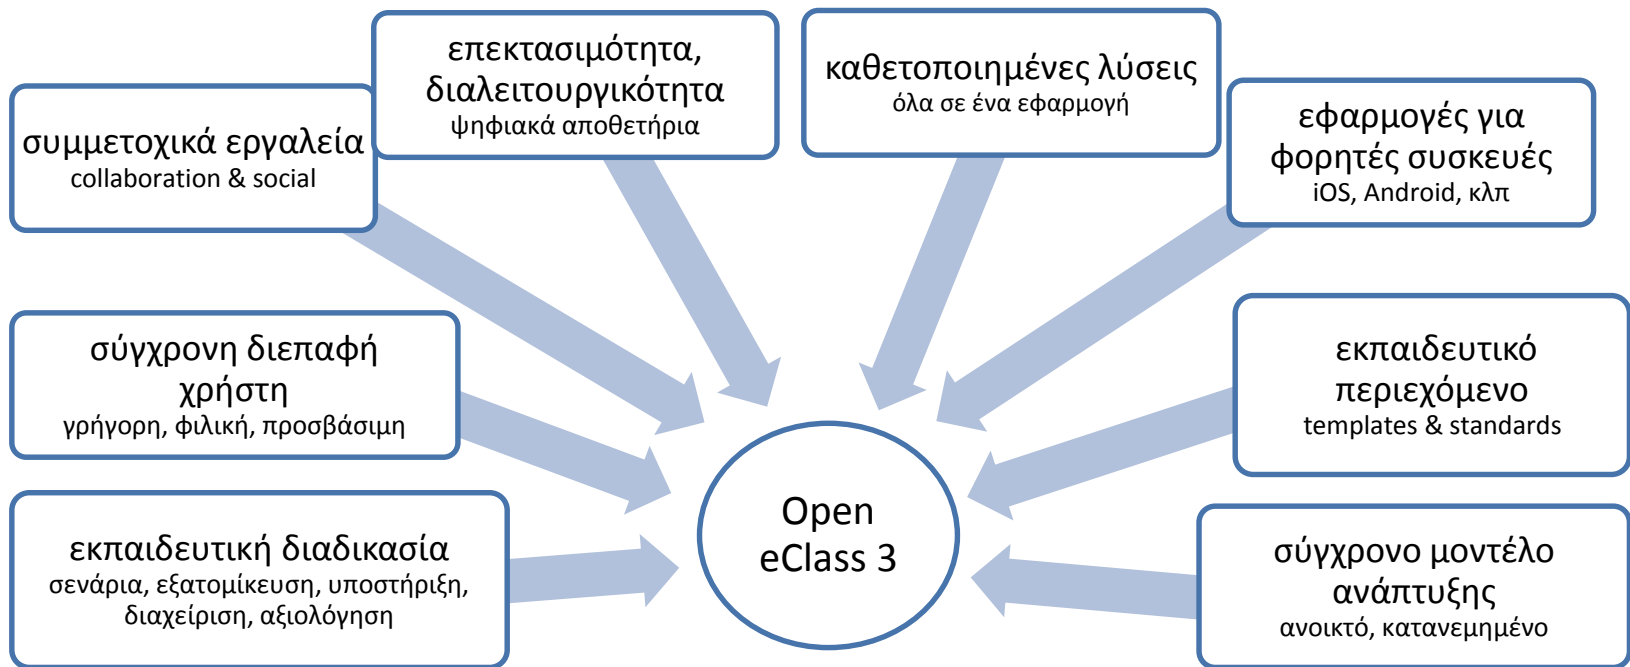 επεκτασιμότητα,
διαλειτουργικότητα
ψηφιακά αποθετήρια
καθετοποιημένες λύσεις
όλα σε ένα εφαρμογή
συμμετοχικά εργαλεία
collaboration & social
εφαρμογές για
φορητές συσκευές
iOS, Android, κλπ
σύγχρονη διεπαφή
χρήστη
γρήγορη, φιλική, προσβάσιμη
εκπαιδευτικό
περιεχόμενο
templates & standards
εκπαιδευτική διαδικασία
σενάρια, εξατομίκευση, υποστήριξη,
διαχείριση, αξιολόγηση
Open
eClass 3
σύγχρονο μοντέλο
ανάπτυξης
ανοικτό, κατανεμημένο